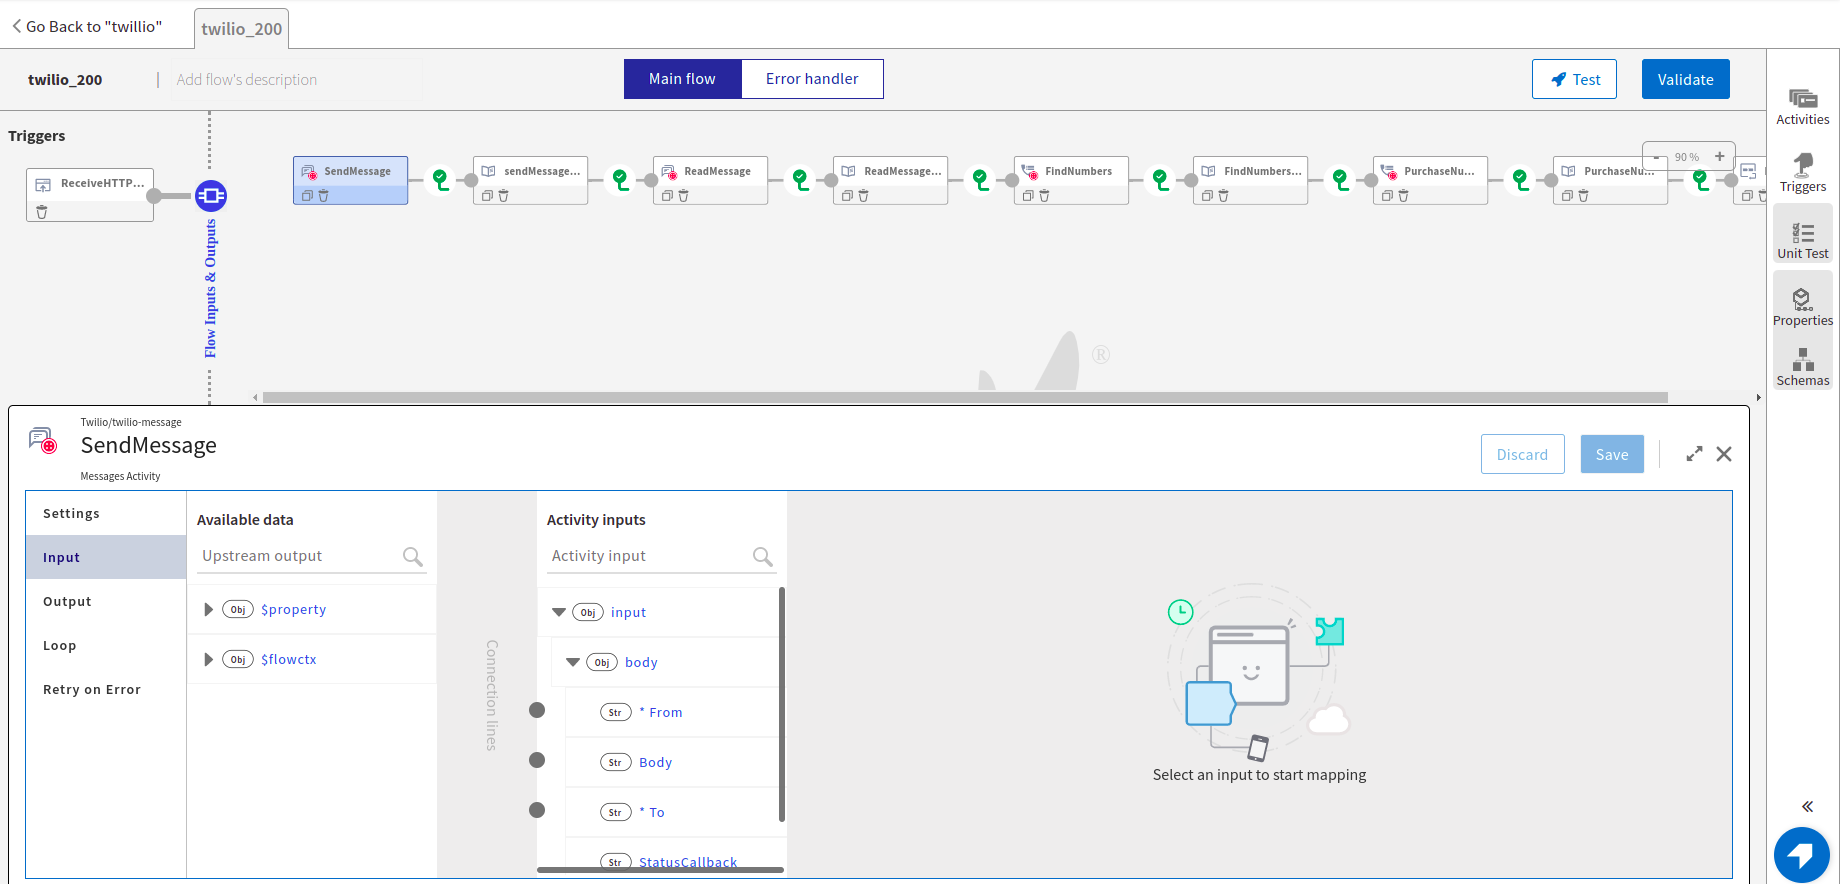 Go Back to "twillio"
twilio_200
twilio_200
Add flow's description
Main flow
Error handler
Test
Validate
Triggers
ReceiveHTTP...
Flow Inputs & Outputs
SendMessage
sendMessage...
ReadMessage
ReadMessage...
FindNumbers
FindNumbers...
PurchaseNu...
PurchaseNu...
- 90 % +
®
Activities
Triggers
Unit Test
Properties
Schemas
Twilio/twilio-message
SendMessage
Messages Activity
Discard
Save
Settings
Input
Output
Loop
Retry on Error
Available data
Upstream output
Obj $property
Obj $flowctx
Connection lines
Activity inputs
Activity input
Obj input
Obj body
Str * From
Str Body
Str * To
Str StatusCallback
Select an input to start mapping